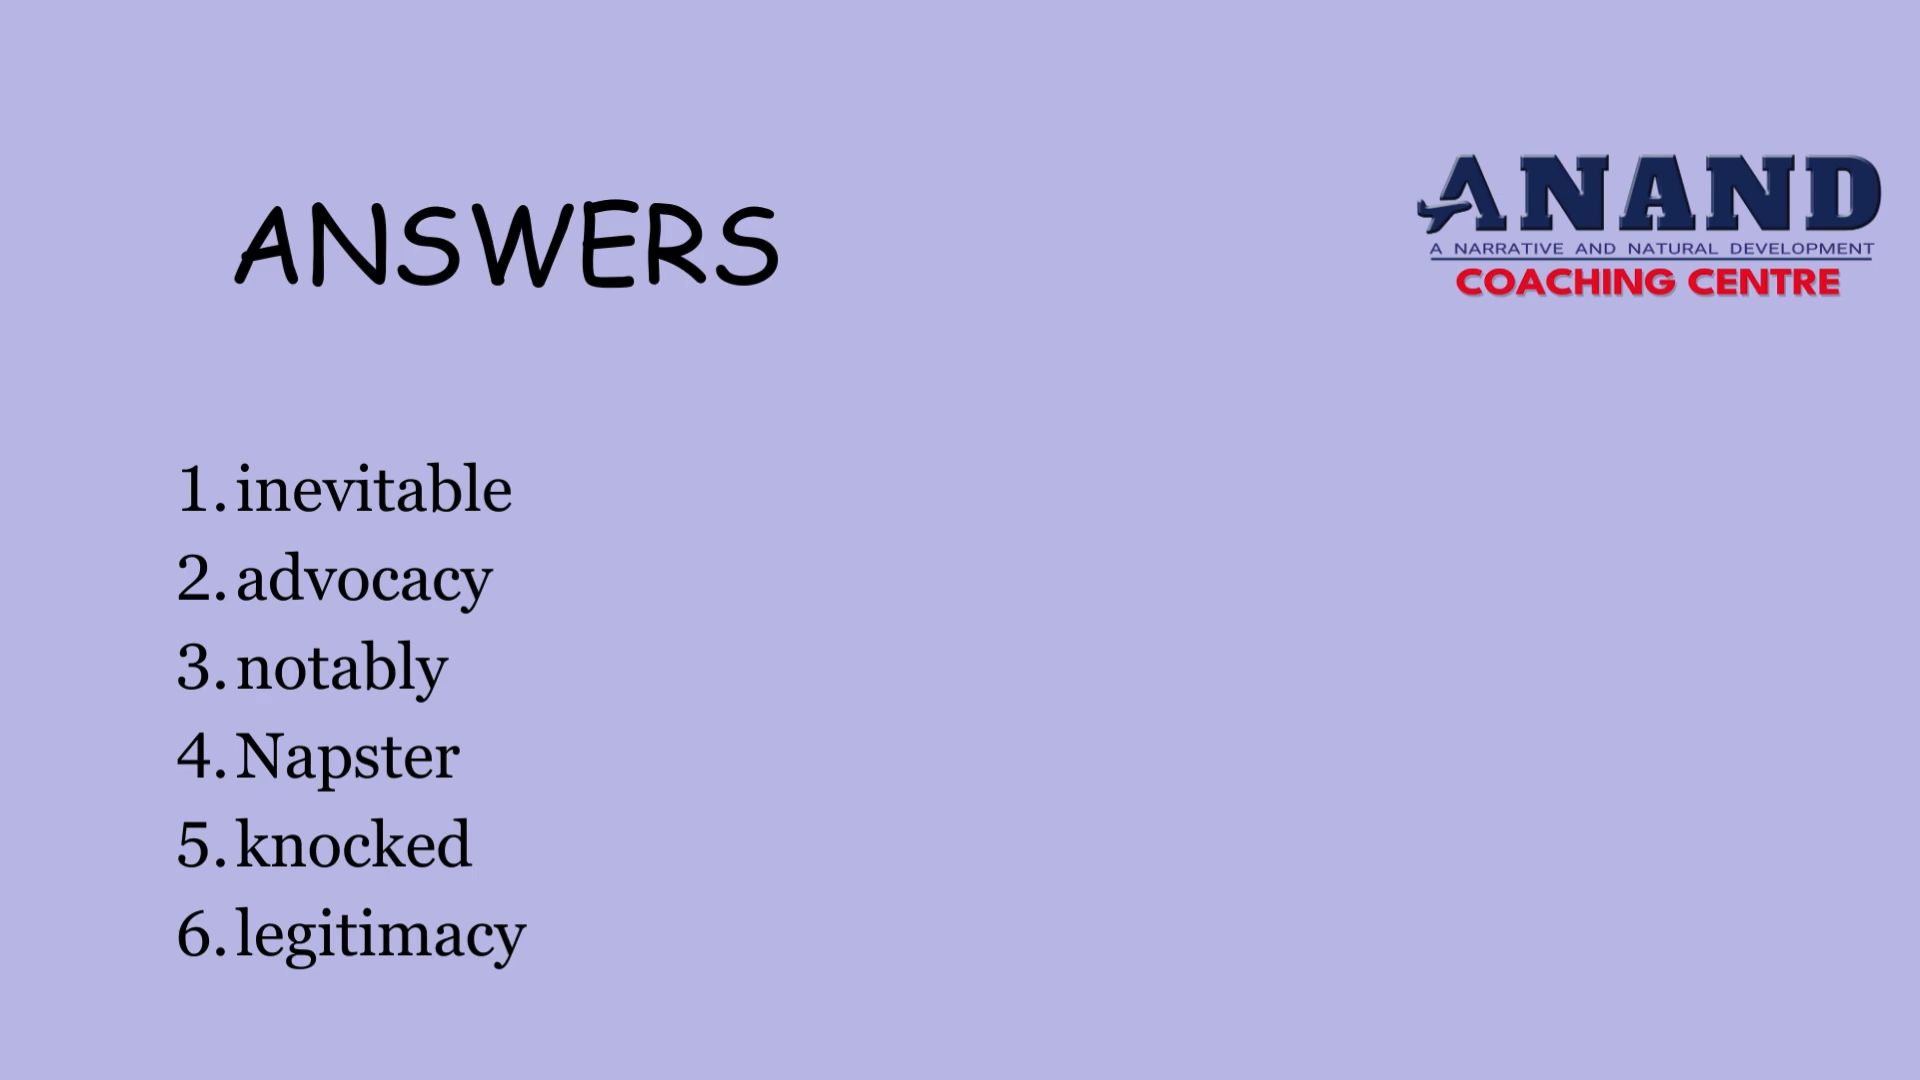 ANSWERS
ANAND
A NARRATIVE AND NATURAL DEVELOPMENT
COACHING CENTRE
1. inevitable
2. advocacy
3. notably
4. Napster
5. knocked
6. legitimacy